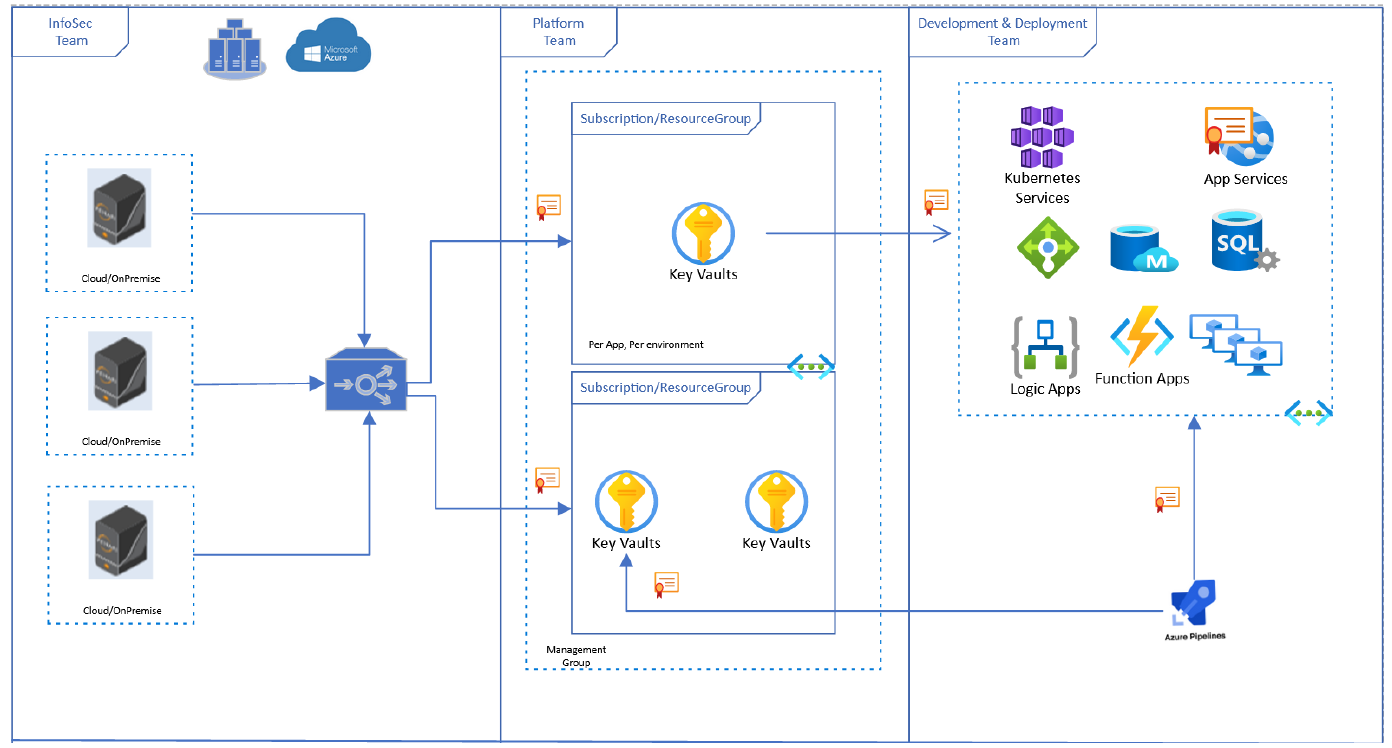 InfoSec
Team
Microsoft
Azure
Platform
Team
Development & Deployment
Team
Cloud/OnPremise
Cloud/OnPremise
Cloud/OnPremise
Subscription/ResourceGroup
Key Vaults
Per App, Per environment
Subscription/ResourceGroup
Key Vaults
Key Vaults
Management
Group
Kubernetes
Services
App Services
M
SQL
Logic Apps
Function Apps
Azure Pipelines